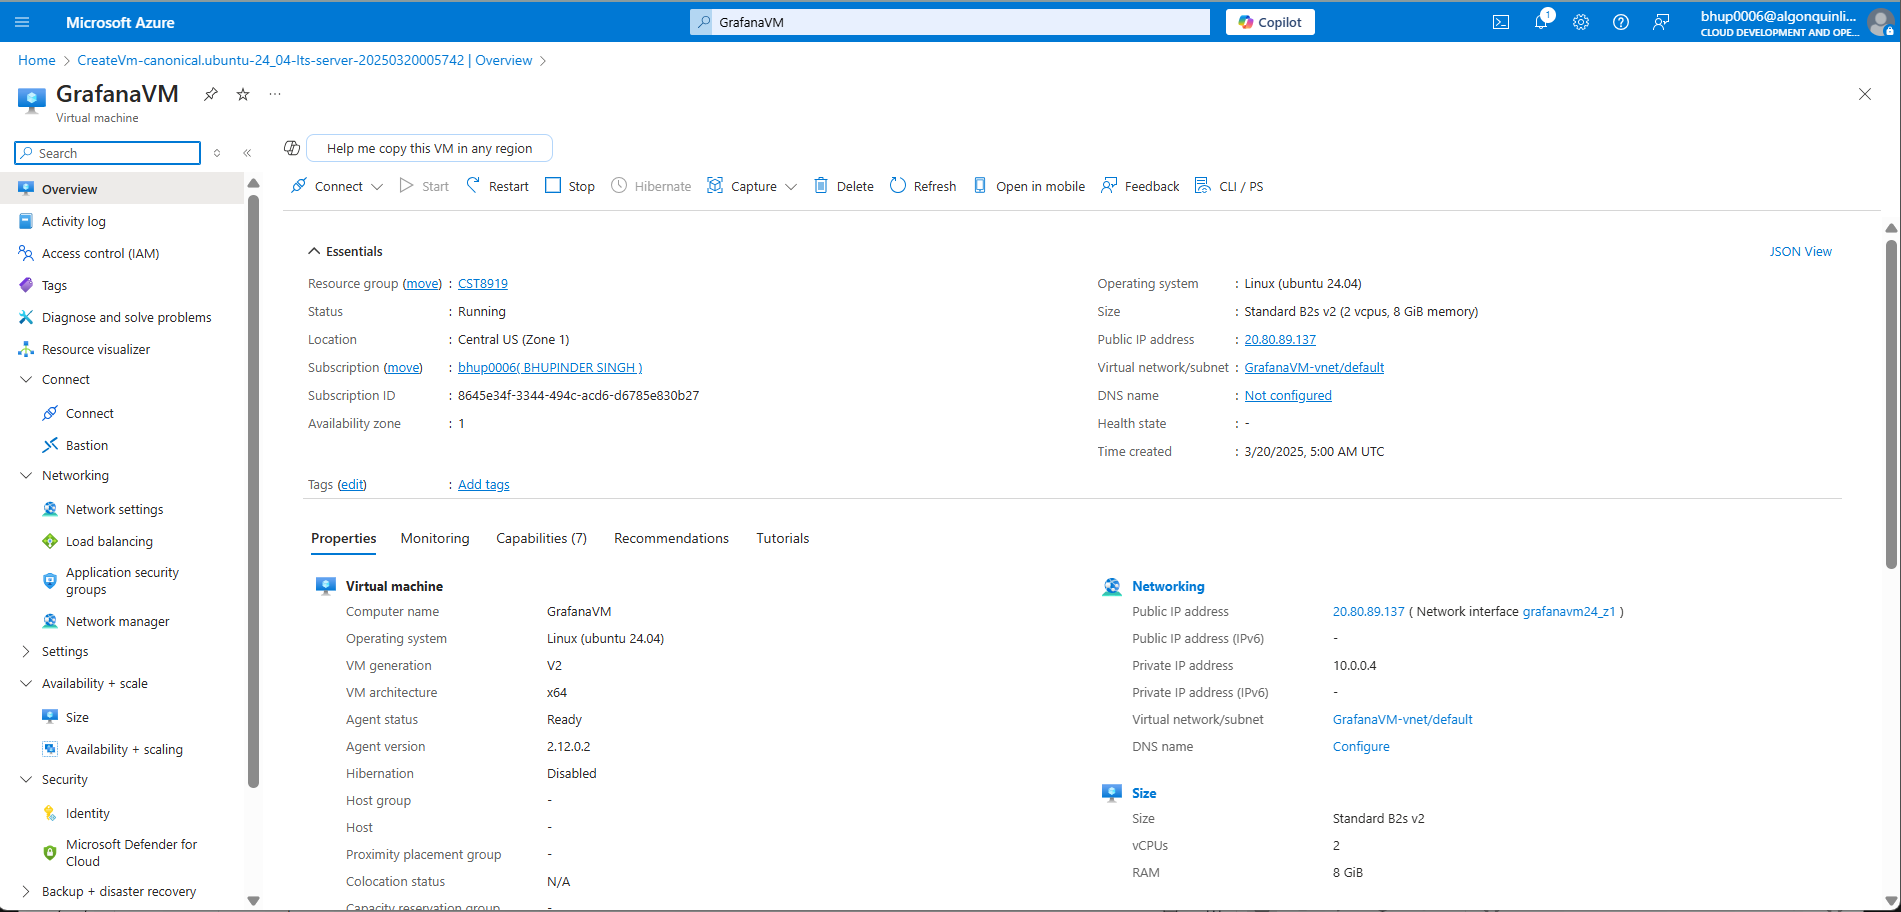 Microsoft Azure
GrafanaVM
Copilot
1
bhup0006@algonquinli...
CLOUD DEVELOPMENT AND OPE...
Home > CreateVm-canonical.ubuntu-24_04-lts-server-20250320005742 | Overview >
GrafanaVM
Virtual machine
Search
Overview
Activity log
Access control (IAM)
Tags
Diagnose and solve problems
Resource visualizer
Connect
Connect
Bastion
Networking
Network settings
Load balancing
Application security
groups
Network manager
Settings
Availability + scale
Size
Availability + scaling
Security
Identity
Microsoft Defender for
Cloud
Backup + disaster recovery
Help me copy this VM in any region
Connect Start Restart Stop Hibernate Capture Delete Refresh Open in mobile Feedback CLI / PS
Essentials
JSON View
Resource group (move) : CST8919
Status : Running
Location : Central US (Zone 1)
Subscription (move) : bhup0006( BHUPINDER SINGH )
Subscription ID : 8645e34f-3344-494c-acd6-d6785e830b27
Availability zone : 1
Operating system : Linux (ubuntu 24.04)
Size : Standard B2s v2 (2 vcpus, 8 GiB memory)
Public IP address : 20.80.89.137
Virtual network/subnet : GrafanaVM-vnet/default
DNS name : Not configured
Health state : -
Time created : 3/20/2025, 5:00 AM UTC
Tags (edit) : Add tags
Properties Monitoring Capabilities (7) Recommendations Tutorials
Virtual machine
Computer name GrafanaVM
Operating system Linux (ubuntu 24.04)
VM generation V2
VM architecture x64
Agent status Ready
Agent version 2.12.0.2
Hibernation Disabled
Host group -
Host -
Proximity placement group -
Colocation status N/A
Capacity reservation group -
Networking
Public IP address 20.80.89.137 ( Network interface grafanavm24_z1 )
Public IP address (IPv6) -
Private IP address 10.0.0.4
Private IP address (IPv6) -
Virtual network/subnet GrafanaVM-vnet/default
DNS name Configure
Size
Size Standard B2s v2
vCPUs 2
RAM 8 GiB